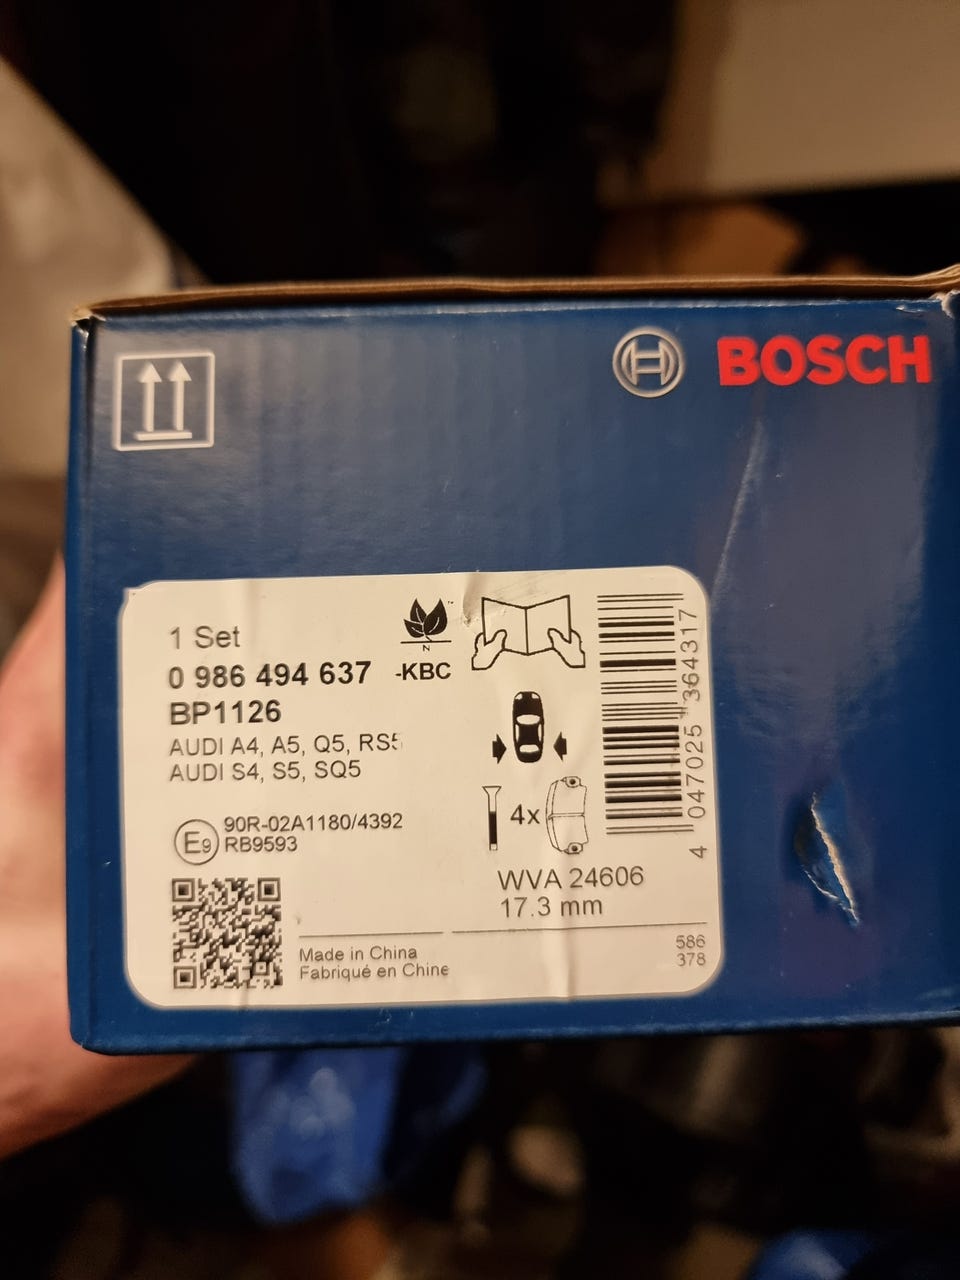 BOSCH
1 Set
0 986 494 637 -KBC
BP1126
AUDI A4, A5, Q5, RS5
AUDI S4, S5, SQ5
™
N
E9
90R-02A1180/4392
RB9593
4x
WVA 24606
17.3 mm
Made in China
Fabriqué en Chine
586
378
4 047025 364317